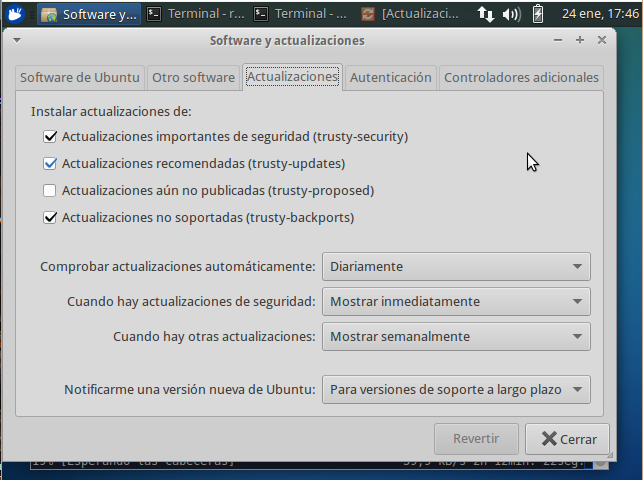 Software y... Terminal - r... Terminal - ... [Actualizaci... 24 ene, 17:46
Software y actualizaciones
Software de Ubuntu Otro software Actualizaciones Autenticación Controladores adicionales
Instalar actualizaciones de:
Actualizaciones importantes de seguridad (trusty-security)
Actualizaciones recomendadas (trusty-updates)
Actualizaciones aún no publicadas (trusty-proposed)
Actualizaciones no soportadas (trusty-backports)
Comprobar actualizaciones automáticamente: Diariamente
Cuando hay actualizaciones de seguridad: Mostrar inmediatamente
Cuando hay otras actualizaciones: Mostrar semanalmente
Notificarme una versión nueva de Ubuntu: Para versiones de soporte a largo plazo
Revertir Cerrar
[Esperando las cabeceras]